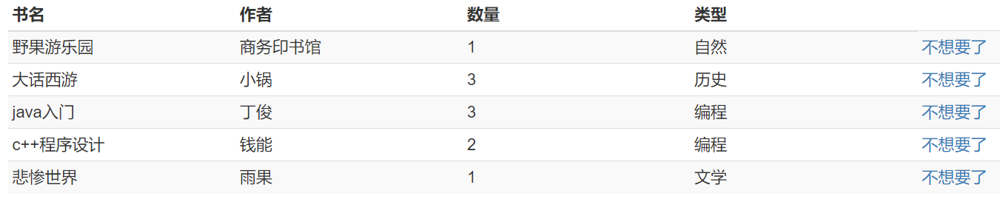 书名 作者 数量 类型
野果游乐园 商务印书馆 1 自然 不想要了
大话西游 小锅 3 历史 不想要了
java入门 丁俊 3 编程 不想要了
c++程序设计 钱能 2 编程 不想要了
悲惨世界 雨果 1 文学 不想要了